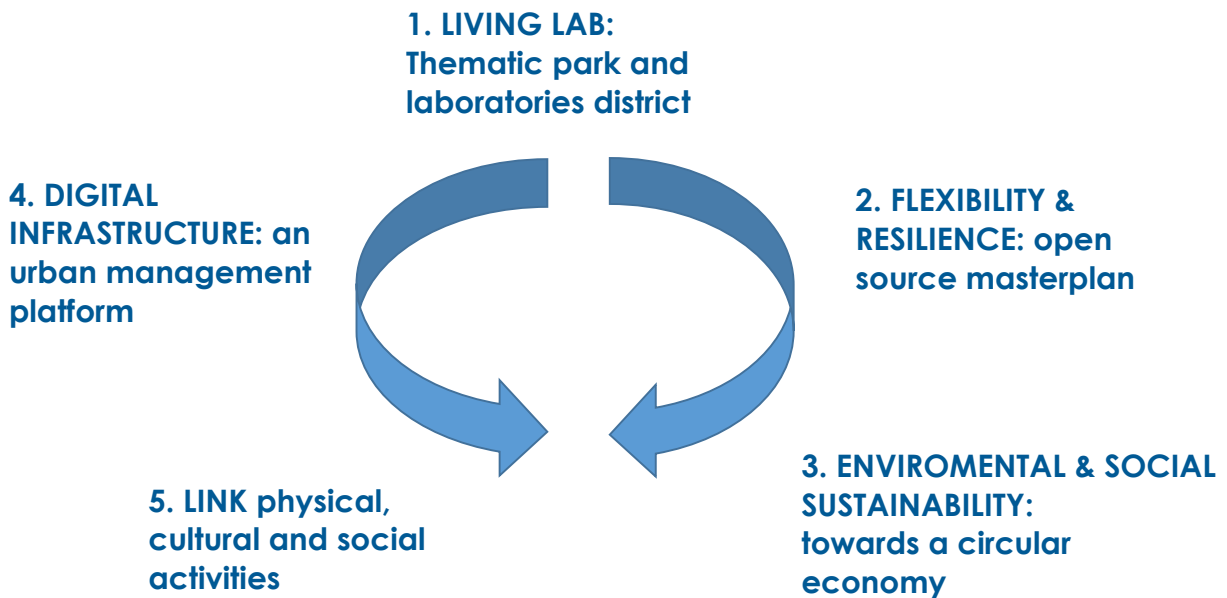 1. LIVING LAB:
Thematic park and
laboratories district
2. FLEXIBILITY &
RESILIENCE: open
source masterplan
3. ENVIROMENTAL & SOCIAL
SUSTAINABILITY:
towards a circular
economy
4. DIGITAL
INFRASTRUCTURE: an
urban management
platform
5. LINK physical,
cultural and social
activities